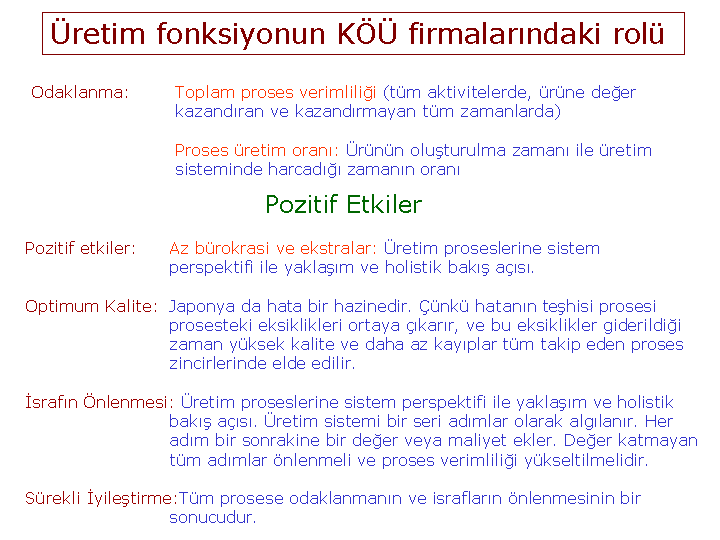 Üretim fonksiyonun KÖÜ firmalarındaki rolü
Odaklanma: Toplam proses verimliliği (tüm aktivitelerde, ürüne değer
kazandıran ve kazandırmayan tüm zamanlarda)
Proses üretim oranı: Ürünün oluşturulma zamanı ile üretim
sisteminde harcadığı zamanın oranı
Pozitif Etkiler
Pozitif etkiler: Az bürokrasi ve ekstralar: Üretim proseslerine sistem
perspektifi ile yaklaşım ve holistik bakış açısı.
Optimum Kalite: Japonya da hata bir hazinedir. Çünkü hatanın teşhisi prosesi
prosesteki eksiklikleri ortaya çıkarır, ve bu eksiklikler giderildiği
zaman yüksek kalite ve daha az kayıplar tüm takip eden proses
zincirlerinde elde edilir.
İsrafın Önlenmesi: Üretim proseslerine sistem perspektifi ile yaklaşım ve holistik
bakış açısı. Üretim sistemi bir seri adımlar olarak algılanır. Her
adım bir sonrakine bir değer veya maliyet ekler. Değer katmayan
tüm adımlar önlenmeli ve proses verimliliği yükseltilmelidir.
Sürekli İyileştirme:Tüm prosese odaklanmanın ve israfların önlenmesinin bir
sonucudur.